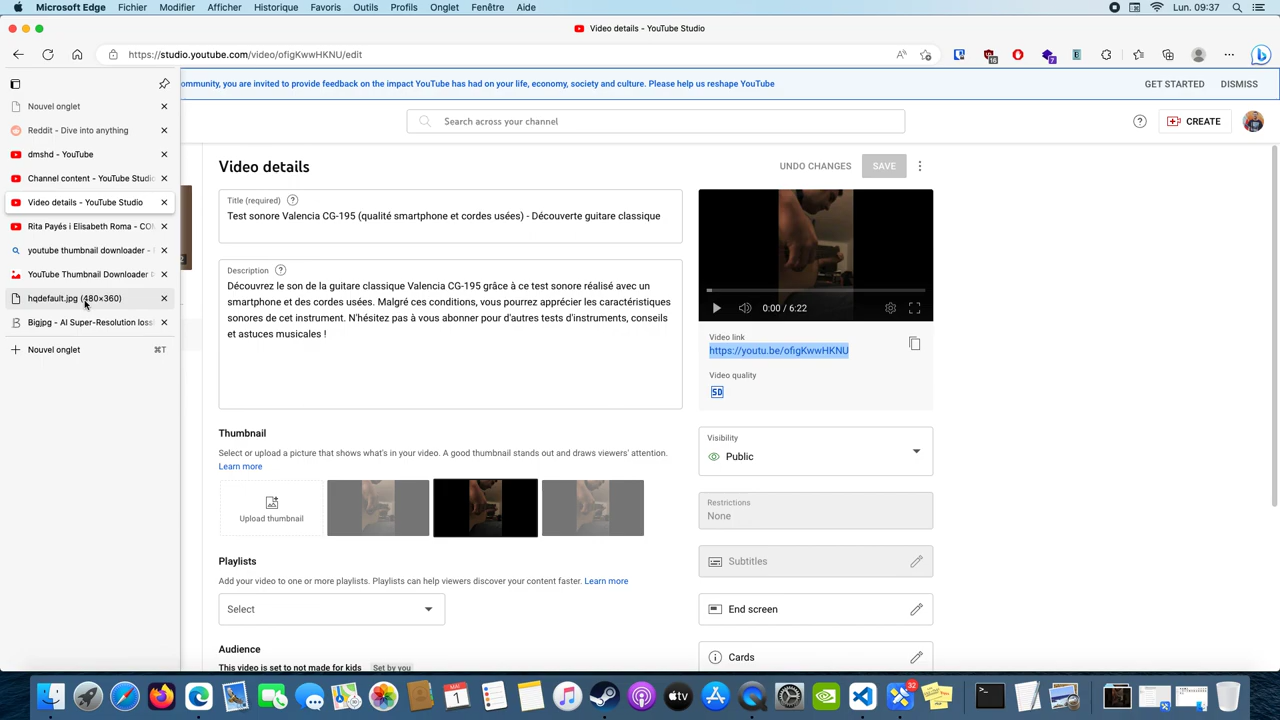 Microsoft Edge Fichier Modifier Afficher Historique Favoris Outils Profils Onglet Fenêtre Aide Lun. 09:37
Video details - YouTube Studio
https://studio.youtube.com/video/ofigKwwHKNU/edit
ommunity, you are invited to provide feedback on the impact YouTube has had on your life, economy, society and culture. Please help us reshape YouTube GET STARTED DISMISS
Nouvel onglet
Reddit - Dive into anything
dmshd - YouTube
Channel content - YouTube Studio
Video details - YouTube Studio
Rita Payés i Elisabeth Roma - CO
youtube thumbnail downloader -
YouTube Thumbnail Downloader
hqdefault.jpg (480×360)
Bigjpg - AI Super-Resolution loss
Nouvel onglet ⌘T
Search across your channel
CREATE
Video details
UNDO CHANGES SAVE
Title (required)
Test sonore Valencia CG-195 (qualité smartphone et cordes usées) - Découverte guitare classique
Description
Découvrez le son de la guitare classique Valencia CG-195 grâce à ce test sonore réalisé avec un
smartphone et des cordes usées. Malgré ces conditions, vous pourrez apprécier les caractéristiques
sonores de cet instrument. N'hésitez pas à vous abonner pour d'autres tests d'instruments, conseils
et astuces musicales !
Thumbnail
Select or upload a picture that shows what's in your video. A good thumbnail stands out and draws viewers' attention.
Learn more
Upload thumbnail
Playlists
Add your video to one or more playlists. Playlists can help viewers discover your content faster. Learn more
Select
Audience
This video is set to not made for kids Set by you
0:00 / 6:22
Video link
https://youtu.be/ofigKwwHKNU
Video quality
SD
Visibility
Public
Restrictions
None
Subtitles
End screen
Cards
32